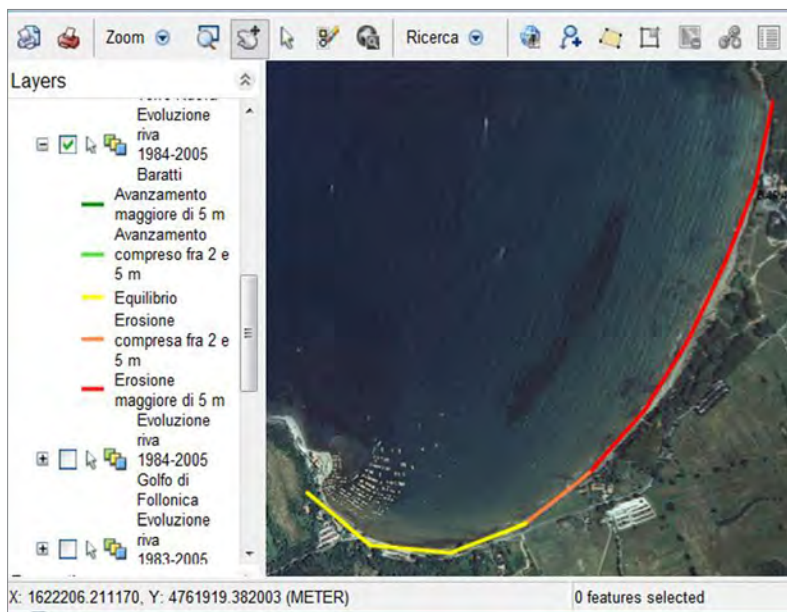 Zoom
Ricerca
Layers
Evoluzione
riva
1984-2005
Baratti
Avanzamento
maggiore di 5 m
Avanzamento
compreso fra 2 e
5 m
Equilibrio
Erosione
compresa fra 2 e
5 m
Erosione
maggiore di 5 m
Evoluzione
riva
1984-2005
Golfo di
Follonica
Evoluzione
riva
1983-2005
X: 1622206.211170, Y: 4761919.382003 (METER)
0 features selected